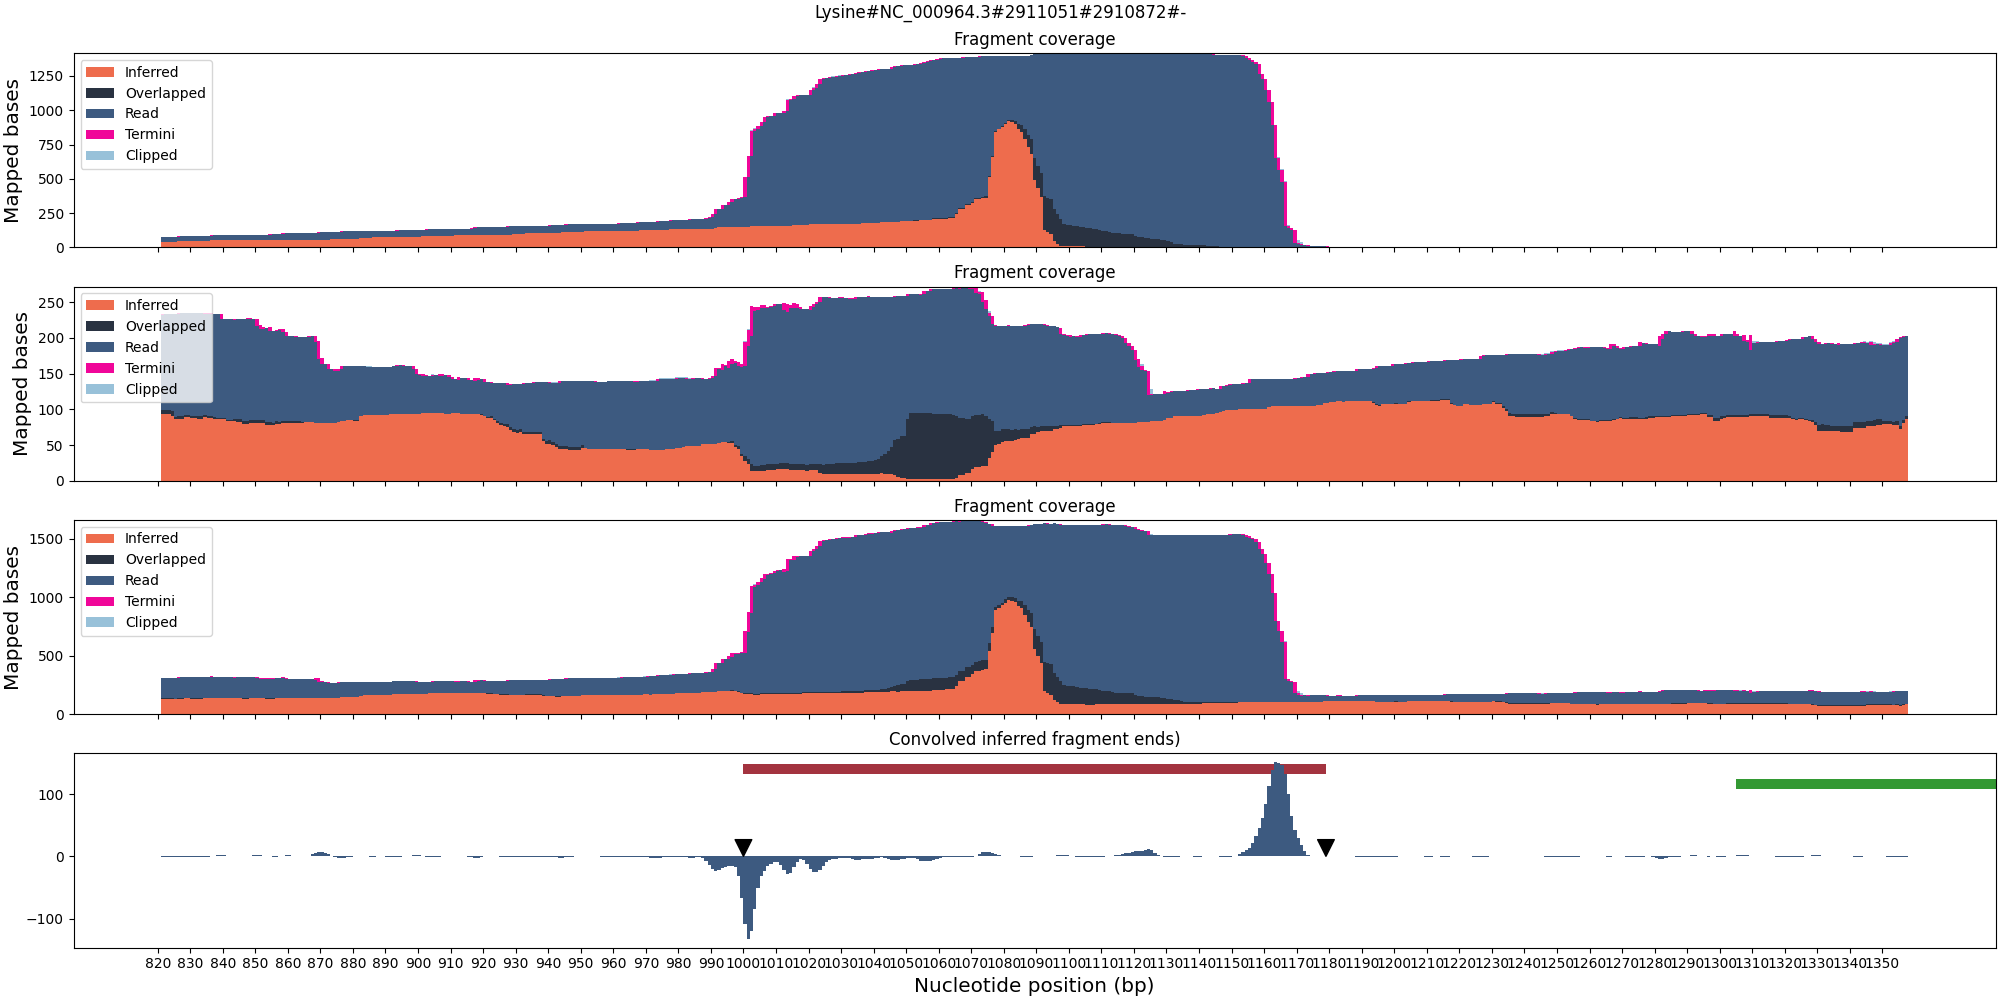 Lysine#NC_000964.3#2911051#2910872#-
Fragment coverage
Mapped bases
1250
1000
750
500
250
0
Inferred
Overlapped
Read
Termini
Clipped
Fragment coverage
Mapped bases
250
200
150
100
50
0
Inferred
Overlapped
Read
Termini
Clipped
Fragment coverage
Mapped bases
1500
1000
500
0
Inferred
Overlapped
Read
Termini
Clipped
Convolved inferred fragment ends)
100
0
−100
820 830 840 850 860 870 880 890 900 910 920 930 940 950 960 970 980 990 1000 1010 1020 1030 1040 1050 1060 1070 1080 1090 1100 1110 1120 1130 1140 1150 1160 1170 1180 1190 1200 1210 1220 1230 1240 1250 1260 1270 1280 1290 1300 1310 1320 1330 1340 1350
Nucleotide position (bp)